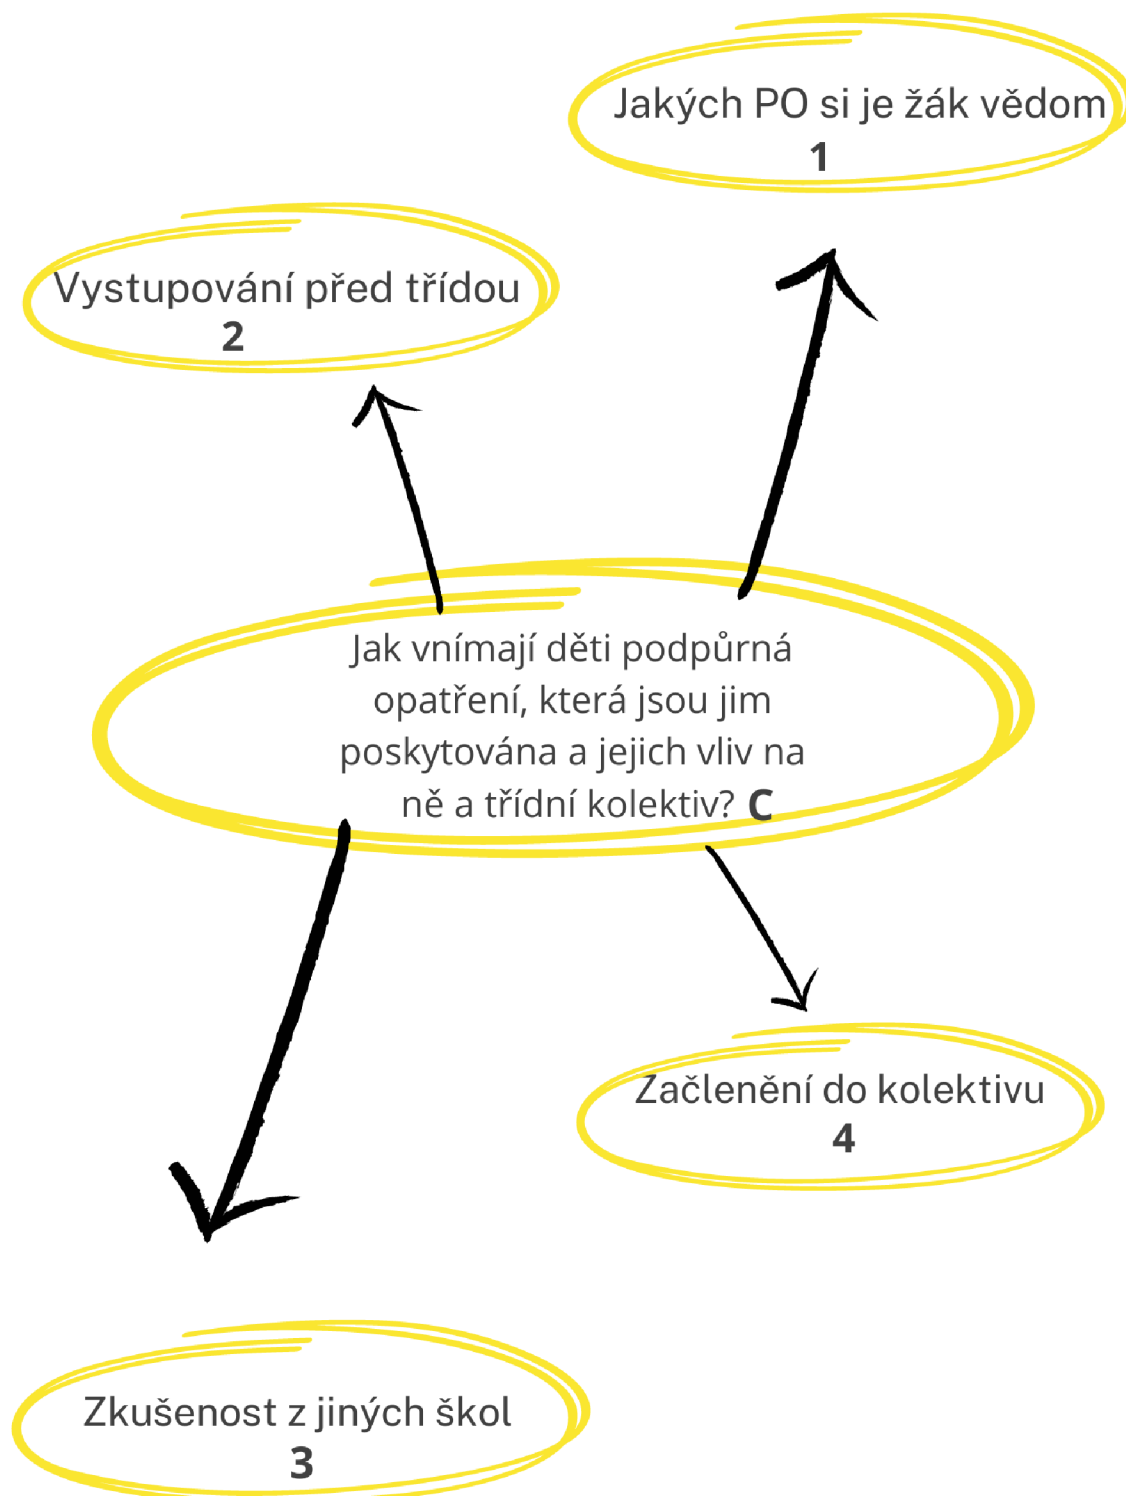 Jakých PO si je žák vědom
1
Vystupování před třídou
2
Jak vnímají děti podpůrná
opatření, která jsou jim
poskytována a jejich vliv na
ně a třídní kolektiv? C
Začlenění do kolektivu
4
Zkušenost z jiných škol
3